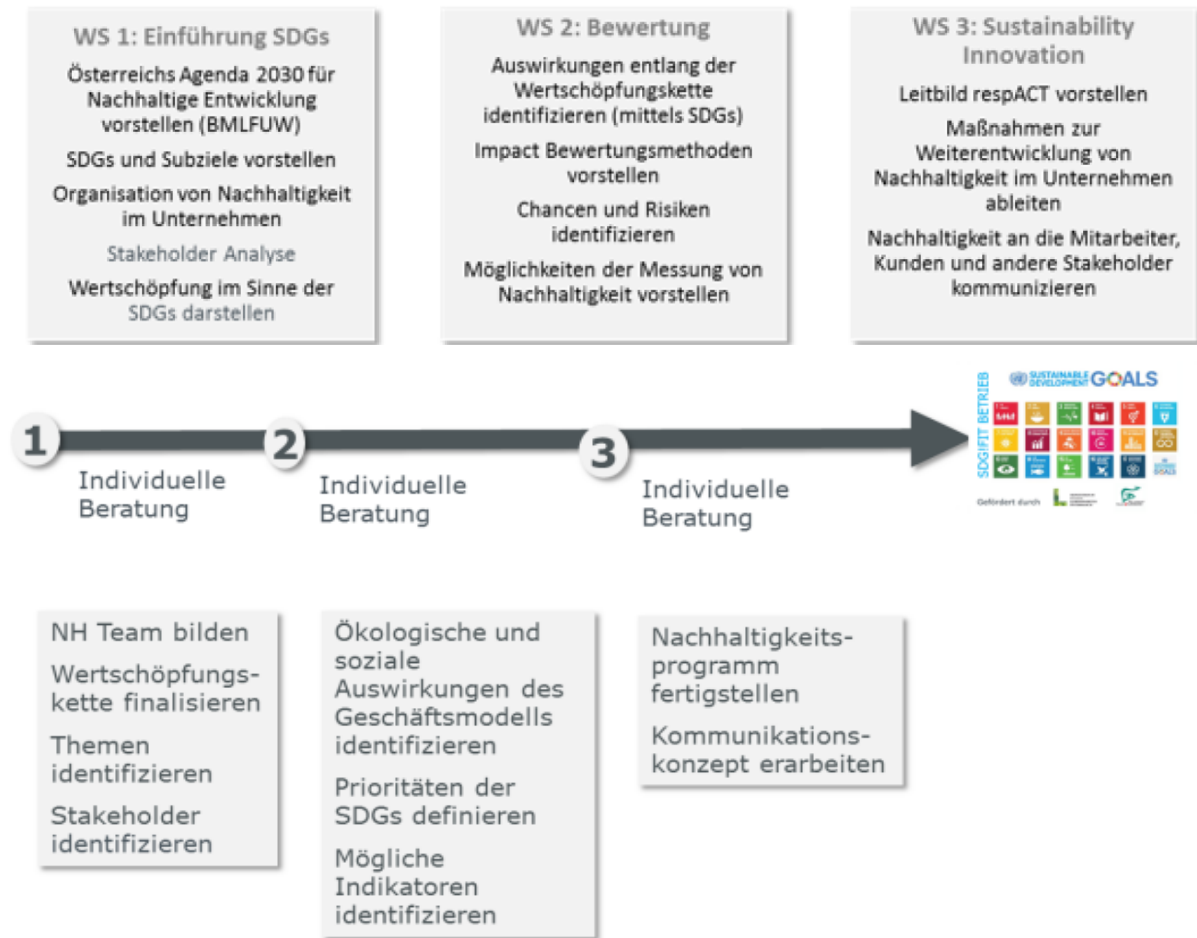 WS 1: Einführung SDGs
Österreichs Agenda 2030 für
Nachhaltige Entwicklung
vorstellen (BMLFUW)
SDGs und Subziele vorstellen
Organisation von Nachhaltigkeit
im Unternehmen
Stakeholder Analyse
Wertschöpfung im Sinne der
SDGs darstellen
WS 2: Bewertung
Auswirkungen entlang der
Wertschöpfungskette
identifizieren (mittels SDGs)
Impact Bewertungsmethoden
vorstellen
Chancen und Risiken
identifizieren
Möglichkeiten der Messung von
Nachhaltigkeit vorstellen
WS 3: Sustainability
Innovation
Leitbild respACT vorstellen
Maßnahmen zur
Weiterentwicklung von
Nachhaltigkeit im Unternehmen
ableiten
Nachhaltigkeit an die Mitarbeiter,
Kunden und andere Stakeholder
kommunizieren
1
2
3
Individuelle
Beratung
Individuelle
Beratung
Individuelle
Beratung
SDG!FIT BETRIEB
SUSTAINABLE
DEVELOPMENT GOALS
Gefördert durch
NH Team bilden
Wertschöpfungs-
kette finalisieren
Themen
identifizieren
Stakeholder
identifizieren
Ökologische und
soziale
Auswirkungen des
Geschäftsmodells
identifizieren
Prioritäten der
SDGs definieren
Mögliche
Indikatoren
identifizieren
Nachhaltigkeits-
programm
fertigstellen
Kommunikations-
konzept erarbeiten